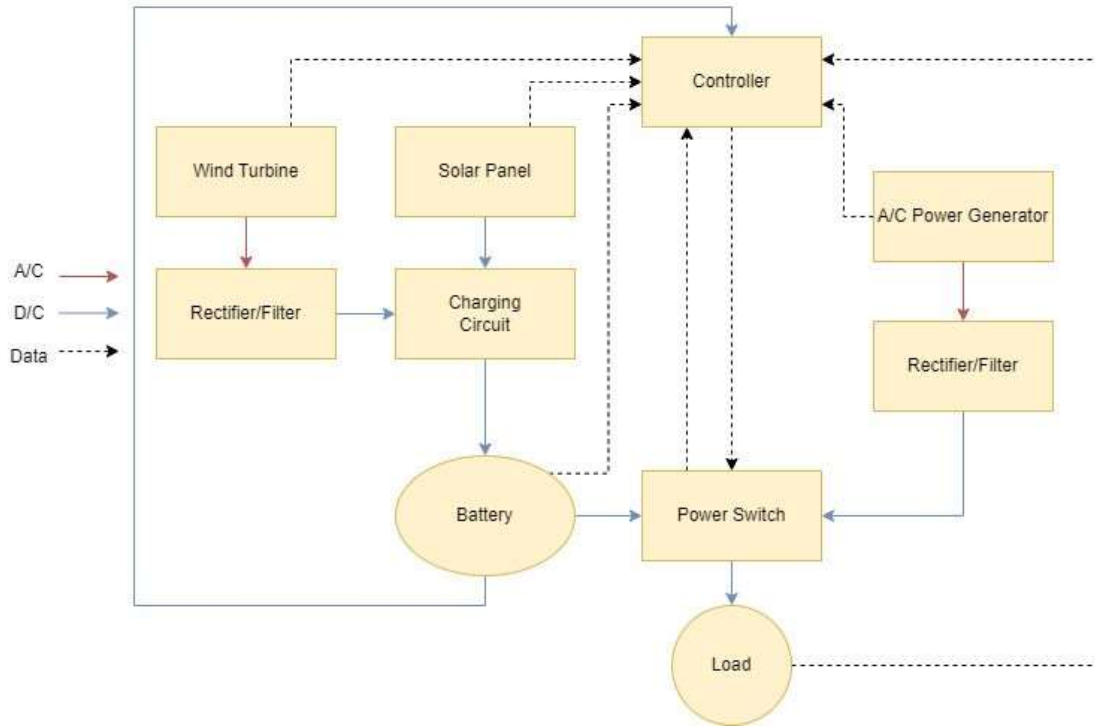 Controller
Wind Turbine
Solar Panel
A/C Power Generator
A/C
D/C
Data
Rectifier/Filter
Charging
Circuit
Rectifier/Filter
Battery
Power Switch
Load